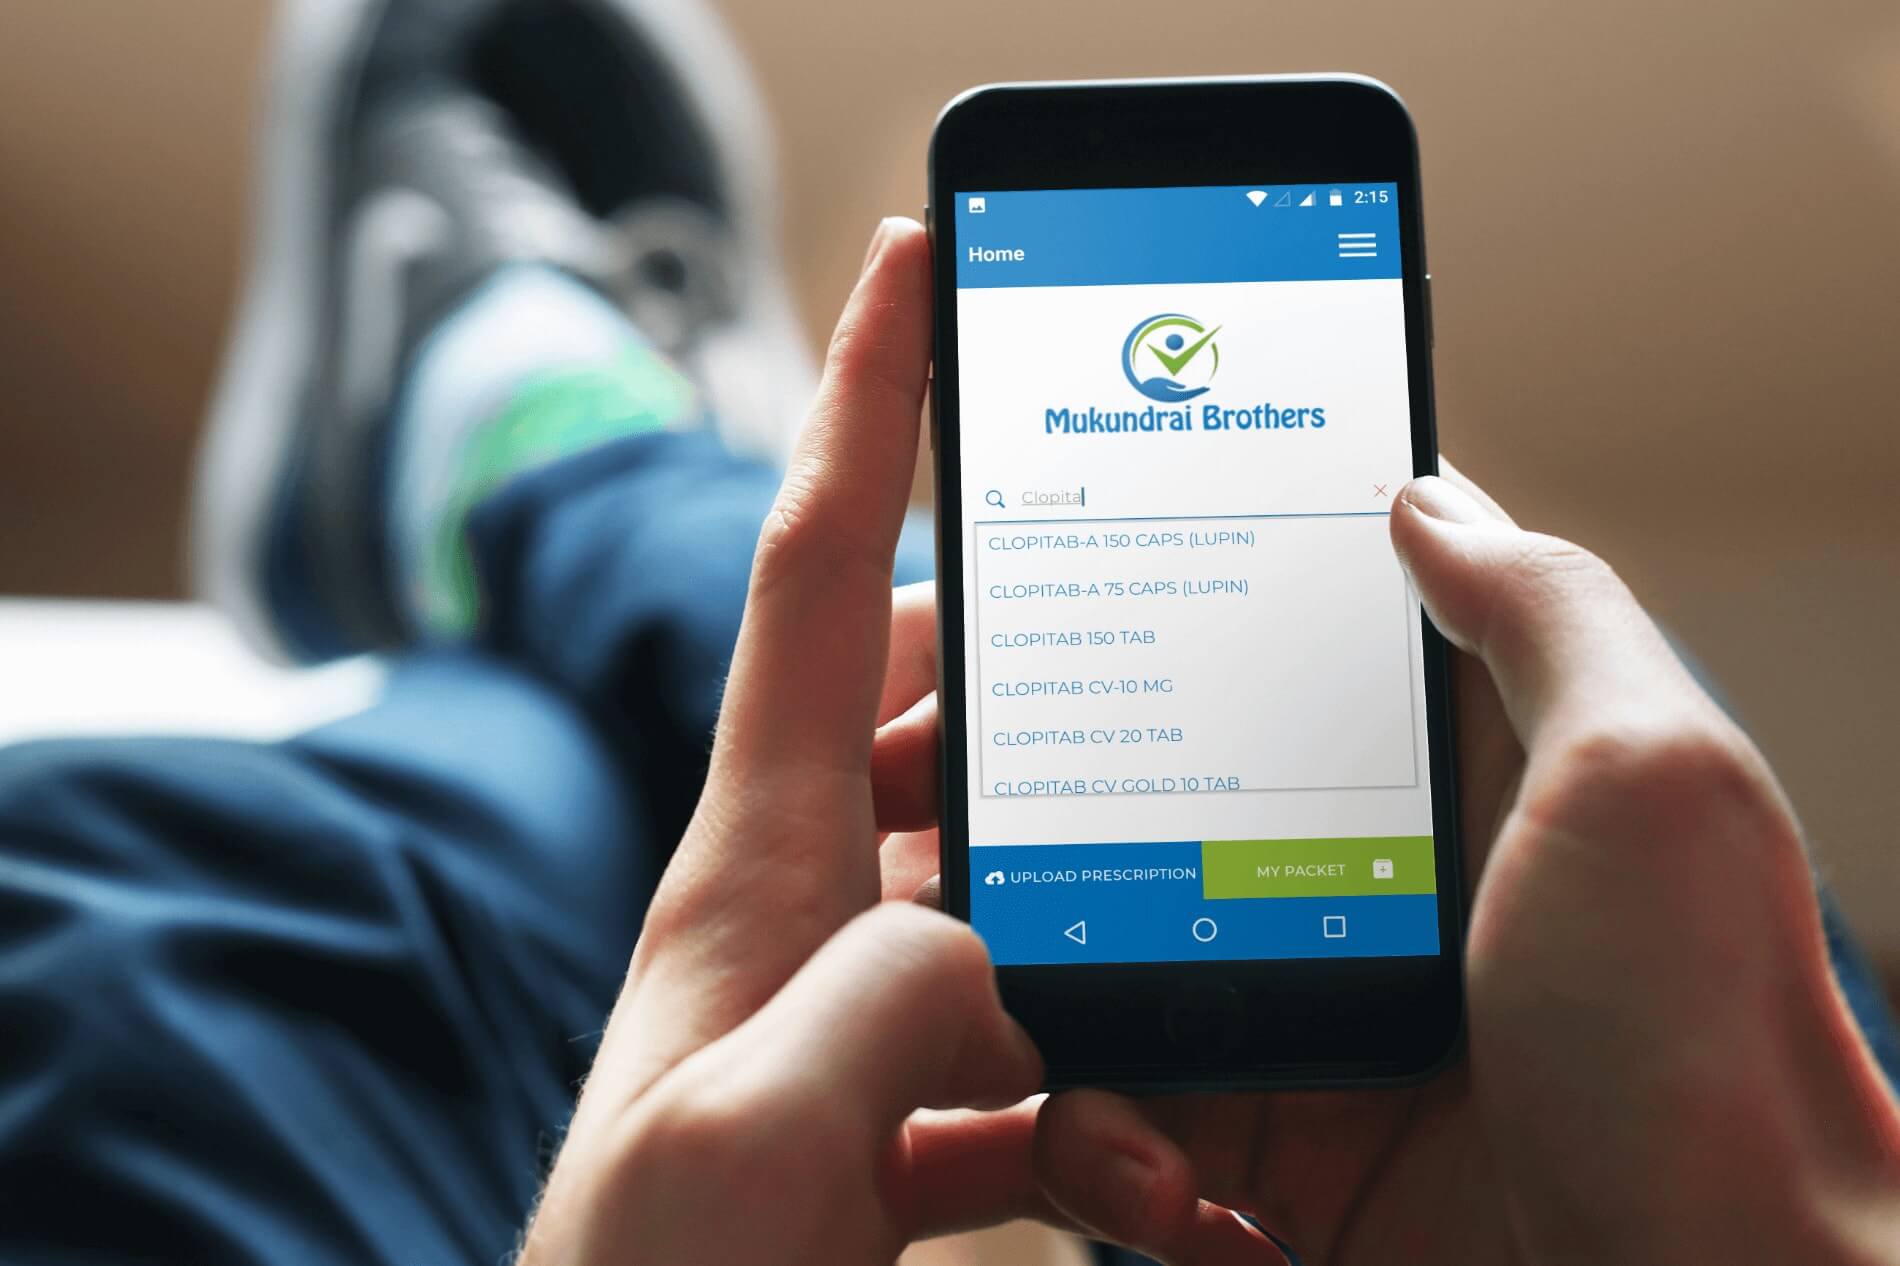 2:15
Home
Mukundrai Brothers
Clopita
CLOPITAB-A 150 CAPS (LUPIN)
CLOPITAB-A 75 CAPS (LUPIN)
CLOPITAB 150 TAB
CLOPITAB CV-10 MG
CLOPITAB CV 20 TAB
CLOPITAB CV GOLD 10 TAB
UPLOAD PRESCRIPTION MY PACKET